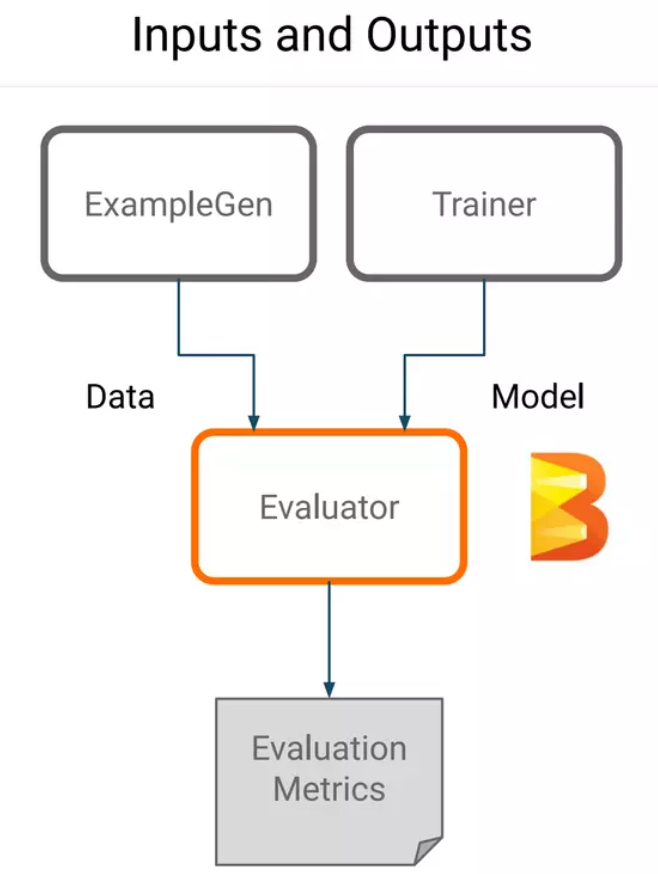 Inputs and Outputs
ExampleGen
Trainer
Data
Model
Evaluator
Evaluation
Metrics